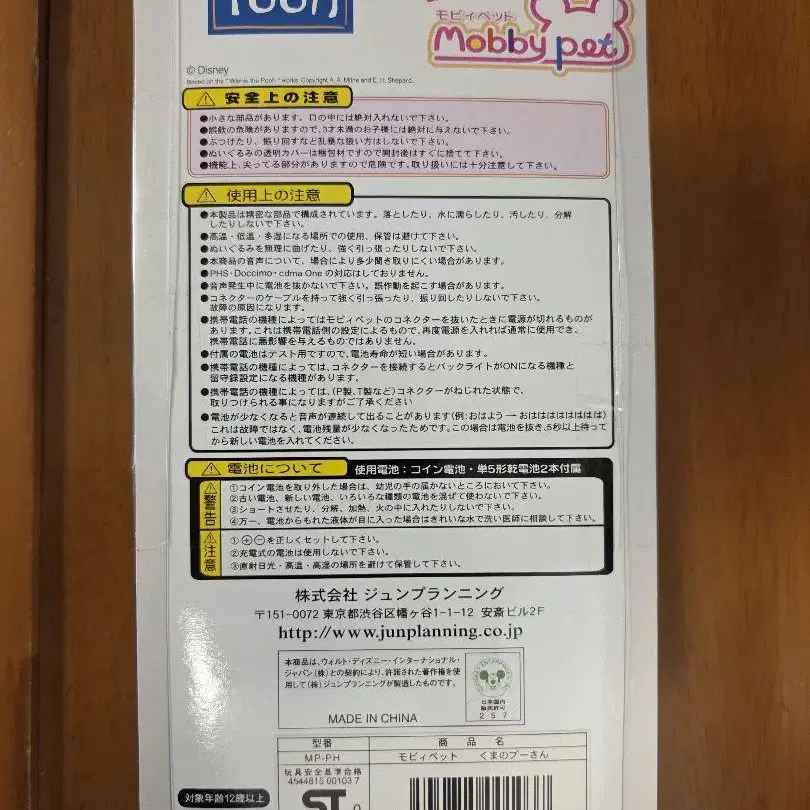 Pooh
モビィペット
Mobby pet
© Disney
Based on the "Winnie the Pooh" works. Copyright A. A. Milne and E. H. Shepard.
安全上の注意
●小さな部品があります。口の中には絶対入れないで下さい。
●誤飲の危険がありますので、3才未満のお子様には絶対に与えないで下さい。
●ぶつけたり、振り回すなど乱暴な扱い方はしないで下さい。
●ぬいぐるみの透明カバーは梱包材ですので開封後はすぐに捨てて下さい。
●機能上、尖ってる部分がありますので危険です。取り扱いには十分注意して下さい。
使用上の注意
●本製品は精密な部品で構成されています。落としたり、水に濡らしたり、汚したり、分解
したりしないで下さい。
●高温・低温・多湿になる場所での使用、保管は避けて下さい。
●ぬいぐるみを無理に曲げたり、強く引っ張ったりしないで下さい。
●本商品の音声について、場合により多少聞き取りにくい場合があります。
●PHS・Doccimo・cdma Oneの対応はしておりません。
●音声発生中に電池を抜かないで下さい。誤作動を起こす場合があります。
●コネクターのケーブルを持って強く引っ張ったり、振り回したりしないで下さい。
故障の原因になります。
●携帯電話の機種によってはモビィペットのコネクターを抜いたときに電源が切れるものが
あります。これは携帯電話側の設定によるもので、再度電源を入れれば通常に使用でき、
携帯電話に悪影響を与えるものではありません。
●付属の電池はテスト用ですので、電池寿命が短い場合があります。
●携帯電話の機種によっては、コネクターを接続するとバックライトがONになる機種と
留守録設定になる機種があります。
●携帯電話の機種によっては、(P製、T製など)コネクターがねじれた状態で、
取りつけられる事になりますがご了承ください
●電池が少なくなると音声が連続して出ることがあります(例:おはよう→おはははははははは)
これは故障ではなく、電池残量が少なくなったためです。この場合は電池を抜き、5秒以上待って
から新しい電池を入れてください。
電池について 使用電池:コイン電池・単5形乾電池2本付属
警告
①コイン電池を取り外した場合は、幼児の手の届かないところにおいて下さい。
②古い電池、新しい電池、いろいろな種類の電池を混ぜて使わないで下さい。
③ショートさせたり、分解、加熱、火の中に入れたりしないで下さい。
④万一、電池からもれた液体が目に入った場合はきれいな水で洗い医師に相談して下さい。
注意
①⊕⊖を正しくセットして下さい。
②充電式の電池は使用しないで下さい。
③直射日光・高温・高湿の場所を避けて保管して下さい。
株式会社 ジュンプランニング
〒151-0072 東京都渋谷区幡ヶ谷1-1-12 安斎ビル2F
http://www.junplanning.co.jp
本商品は、ウォルト・ディズニー・インターナショナル・
ジャパン(株)との契約により、許諾された著作権を使
用して(株)ジュンプランニングが製造したものです。
MADE IN CHINA
日本国内
販売許可
257
型番 商品名
MP-PH モビィペット くまのプーさん
玩具安全基準合格
4544815 00103 7
ST
対象年齢12歳以上